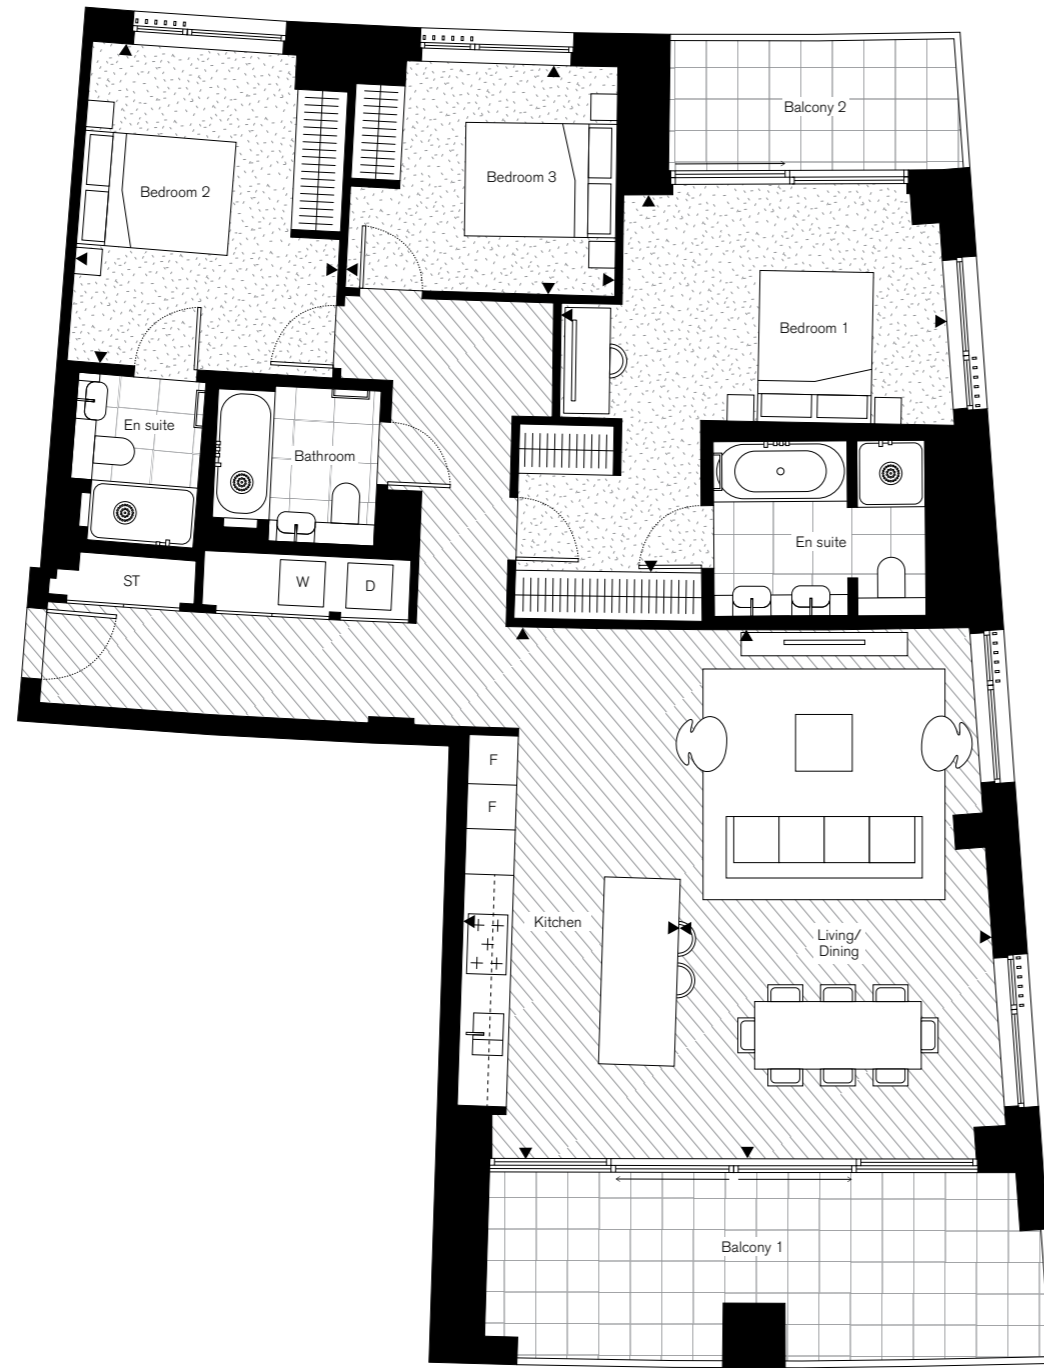 Balcony 2
Bedroom 2
Bedroom 3
Bedroom 1
En suite
Bathroom
En suite
ST
W
D
F
F
Kitchen
Living/
Dining
Balcony 1